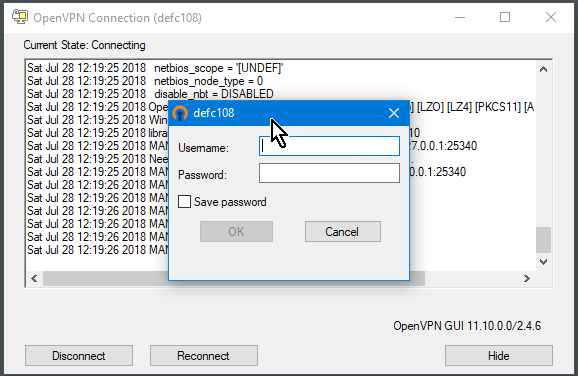 OpenVPN Connection (defc108)
Current State: Connecting
Sat Jul 28 12:19:25 2018 netbios_scope = '[UNDEF]'
Sat Jul 28 12:19:25 2018 netbios_node_type = 0
Sat Jul 28 12:19:25 2018 disable_nbt = DISABLED
Sat Jul 28 12:19:25 2018 Ope ] [LZO] [LZ4] [PKCS11] [A
Sat Jul 28 12:19:25 2018 Win
Sat Jul 28 12:19:25 2018 libra 10
Sat Jul 28 12:19:25 2018 MAN 27.0.0.1:25340
Sat Jul 28 12:19:25 2018 Nee ..
Sat Jul 28 12:19:26 2018 MAN 0.0.1:25340
Sat Jul 28 12:19:26 2018 MAN
Sat Jul 28 12:19:26 2018 MAN
Sat Jul 28 12:19:26 2018 MAN
Sat Jul 28 12:19:26 2018 MAN
Sat Jul 28 12:19:26 2018 MAN
Sat Jul 28 12:19:26 2018 MAN
defc108
Username:
Password:
Save password
OK Cancel
OpenVPN GUI 11.10.0.0/2.4.6
Disconnect Reconnect Hide